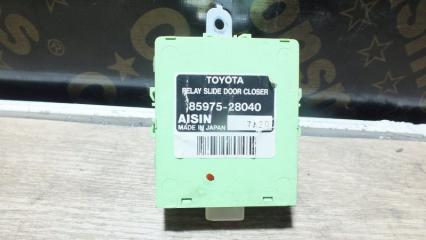 TOYOTA
RELAY SLIDE DOOR CLOSER
85975-28040
AISIN
MADE IN JAPAN